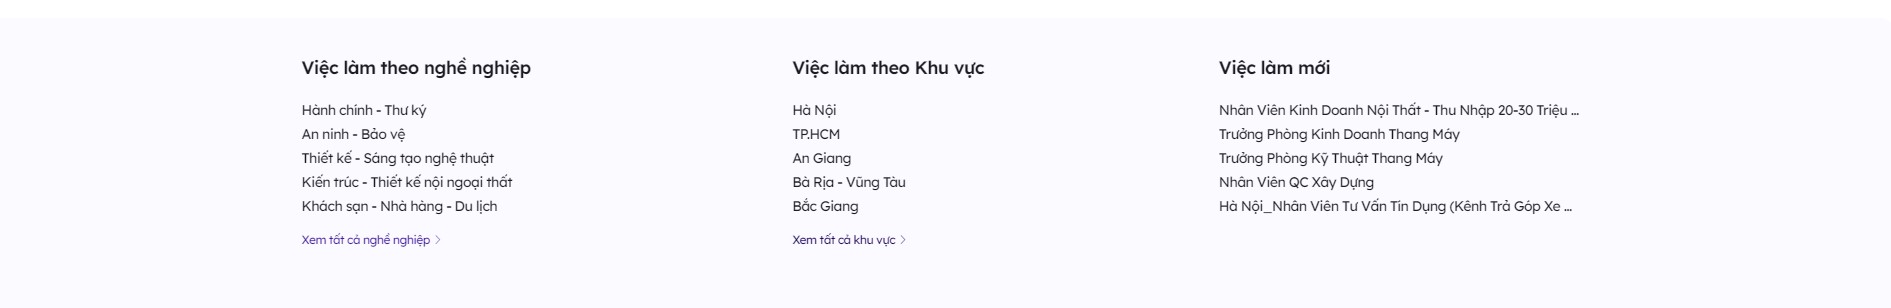 Việc làm theo nghề nghiệp
Hành chính - Thư ký
An ninh - Bảo vệ
Thiết kế - Sáng tạo nghệ thuật
Kiến trúc - Thiết kế nội ngoại thất
Khách sạn - Nhà hàng - Du lịch
Xem tất cả nghề nghiệp
Việc làm theo Khu vực
Hà Nội
TP.HCM
An Giang
Bà Rịa - Vũng Tàu
Bắc Giang
Xem tất cả khu vực
Việc làm mới
Nhân Viên Kinh Doanh Nội Thất - Thu Nhập 20-30 Triệu ...
Trưởng Phòng Kinh Doanh Thang Máy
Trưởng Phòng Kỹ Thuật Thang Máy
Nhân Viên QC Xây Dựng
Hà Nội_Nhân Viên Tư Vấn Tín Dụng (Kênh Trả Góp Xe ...